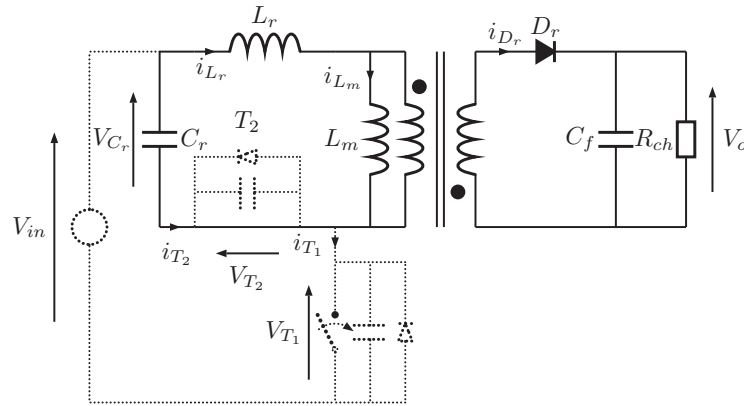 L_r
D_r
i_{L_r}
i_{L_m}
i_{D_r}
V_{C_r}
C_r
T_2
L_m
C_f
R_{ch}
V_o
V_{in}
i_{T_2}
V_{T_2}
i_{T_1}
V_{T_1}